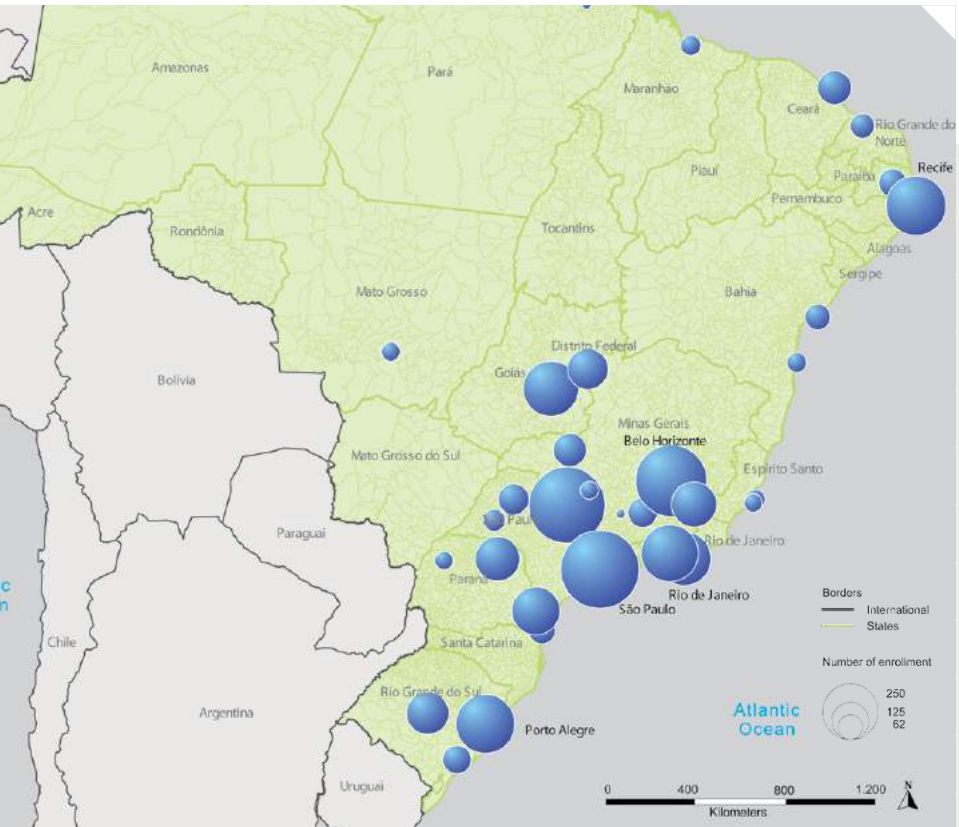 Amazonas
Pará
Maranhão
Ceará
Rio Grande do
Norte
Recife
Paraíba
Piauí
Pernambuco
Acre
Rondônia
Tocantins
Alagoas
Sergipe
Mato Grosso
Bahia
Distrito Federal
Goiás
Bolívia
Minas Gerais
Belo Horizonte
Mato Grosso do Sul
Espírito Santo
Paraguai
Rio de Janeiro
Paraná
Rio de Janeiro
São Paulo
Bordors
International
States
Chile
Santa Catarina
Number of enrollment
250
125
62
Rio Grande do Sul
Argentina
Atlantic
Ocean
Porto Alegre
Uruguai
0 400 800 1.200
Kilometers
N